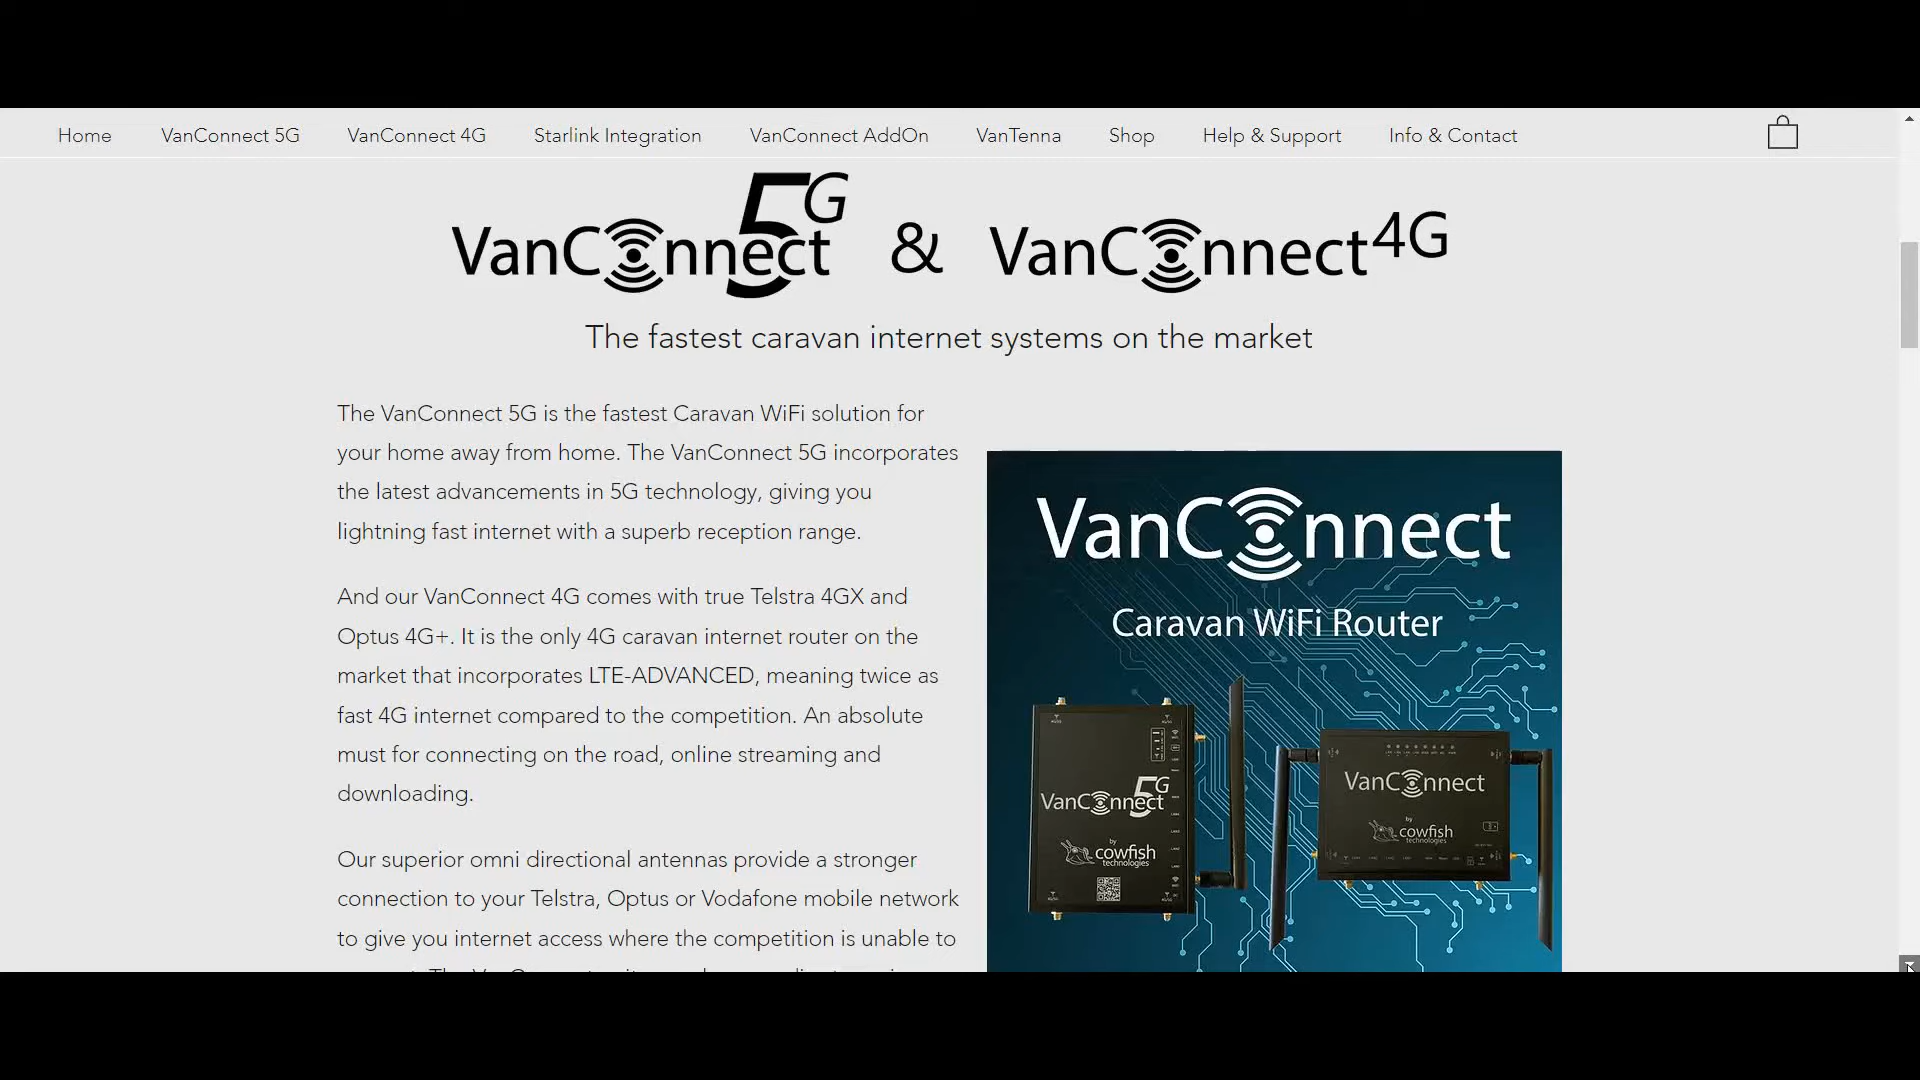 Home VanConnect 5G VanConnect 4G Starlink Integration VanConnect AddOn VanTenna Shop Help & Support Info & Contact
VanConnect 5G & VanConnect 4G
The fastest caravan internet systems on the market
The VanConnect 5G is the fastest Caravan WiFi solution for
your home away from home. The VanConnect 5G incorporates
the latest advancements in 5G technology, giving you
lightning fast internet with a superb reception range.
And our VanConnect 4G comes with true Telstra 4GX and
Optus 4G+. It is the only 4G caravan internet router on the
market that incorporates LTE-ADVANCED, meaning twice as
fast 4G internet compared to the competition. An absolute
must for connecting on the road, online streaming and
downloading.
Our superior omni directional antennas provide a stronger
connection to your Telstra, Optus or Vodafone mobile network
to give you internet access where the competition is unable to
VanConnect
Caravan WiFi Router
VanConnect 5G
by
cowfish
technologies
VanConnect
by
cowfish
technologies